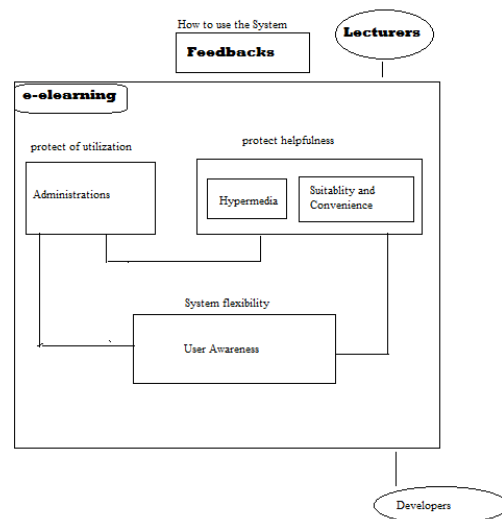 How to use the System
Feedbacks
Lecturers
e-elearning
protect of utilization
protect helpfulness
Administrations
Hypermedia
Suitablity and
Convenience
System flexibility
User Awareness
Developers